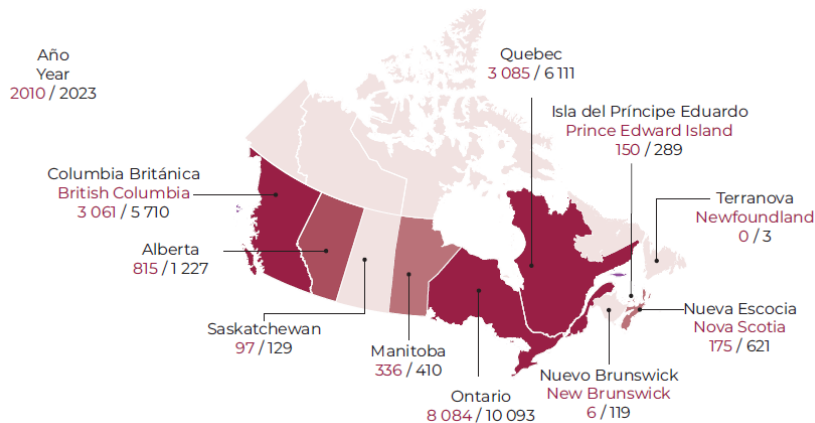 Año
Year
2010 / 2023
Quebec
3 085 / 6 111
Isla del Príncipe Eduardo
Prince Edward Island
150 / 289
Columbia Británica
British Columbia
3 061 / 5 710
Terranova
Newfoundland
0 / 3
Alberta
815 / 1 227
Saskatchewan
97 / 129
Manitoba
336 / 410
Ontario
8 084 / 10 093
Nuevo Brunswick
New Brunswick
6 / 119
Nueva Escocia
Nova Scotia
175 / 621